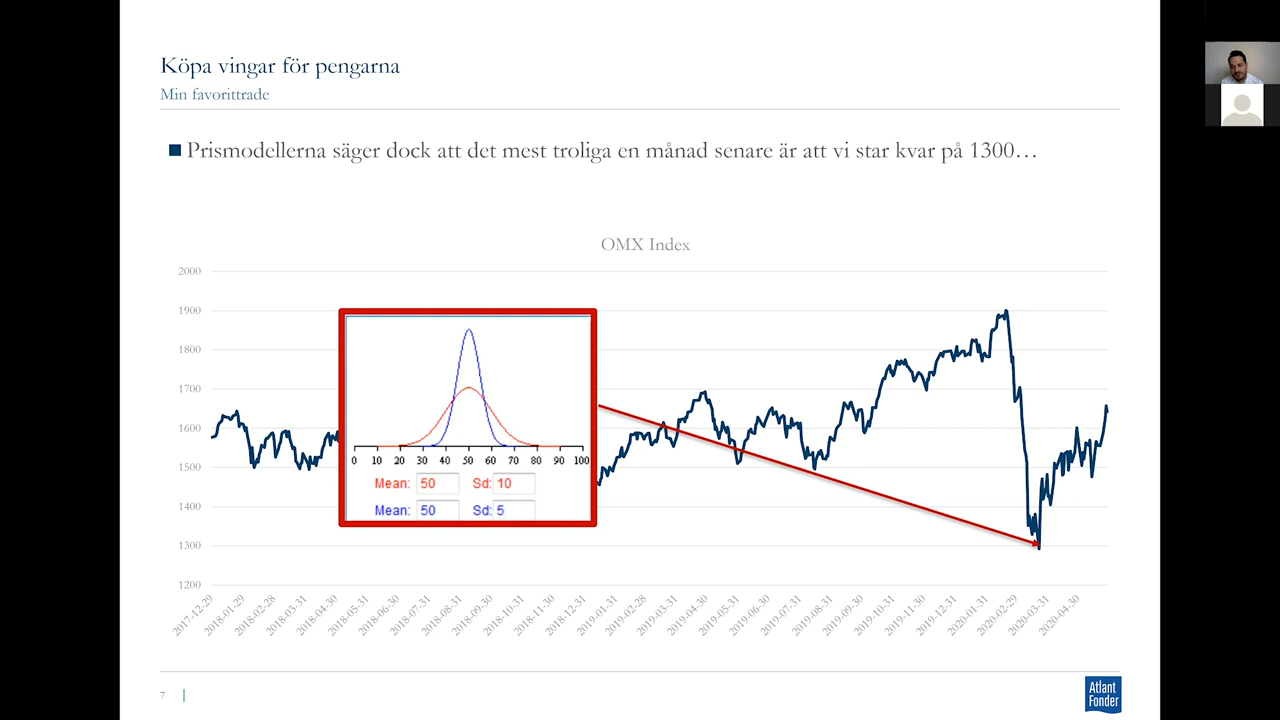 Köpa vingar för pengarna
Min favorittrade
Prismodellerna säger dock att det mest troliga en månad senare är att vi star kvar på 1300…
OMX Index
2000
1900
1800
1700
1600
1500
1400
1300
1200
0 10 20 30 40 50 60 70 80 90 100
Mean: 50 Sd: 10
Mean: 50 Sd: 5
2017-12-29 2018-01-29 2018-02-28 2018-03-31 2018-04-30 2018-05-31 2018-06-30 2018-07-31 2018-08-31 2018-09-30 2018-10-31 2018-11-30 2018-12-31 2019-01-31 2019-02-28 2019-03-31 2019-04-30 2019-05-31 2019-06-30 2019-07-31 2019-08-31 2019-09-30 2019-10-31 2019-11-30 2019-12-31 2020-01-31 2020-02-29 2020-03-31 2020-04-30
7
Atlant
Fonder